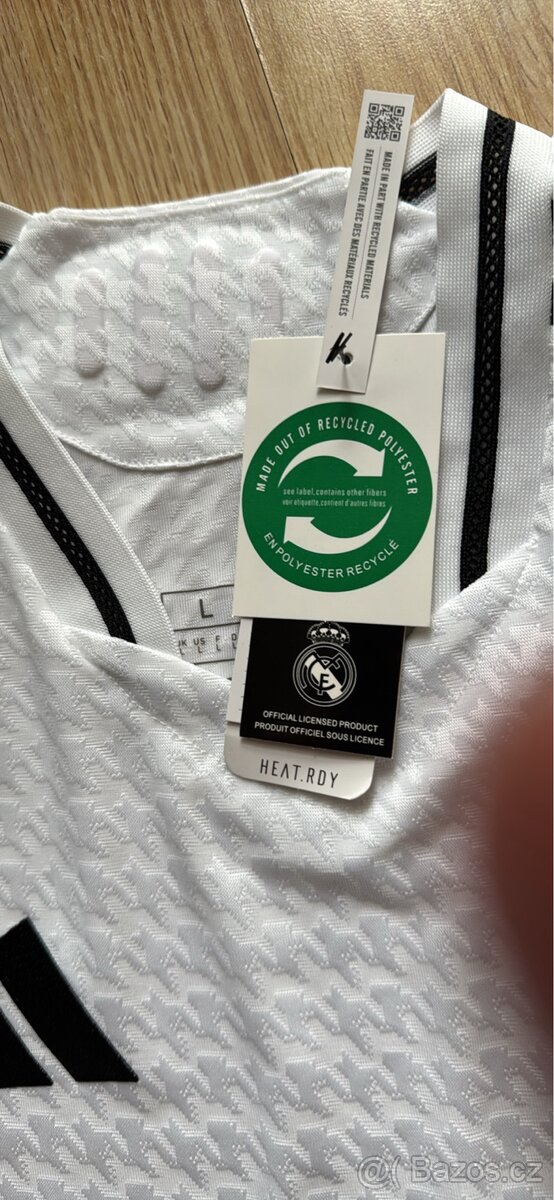 MADE IN PART WITH RECYCLED MATERIALS
FAIT EN PARTIE AVEC DES MATÉRIAUX RECYCLÉS
MADE OUT OF RECYCLED POLYESTER
see label, contains other fibers
voir étiquette, contient d'autres fibres
EN POLYESTER RECYCLÉ
L
K US F D
L L L L
OFFICIAL LICENSED PRODUCT
PRODUIT OFFICIEL SOUS LICENCE
HEAT.RDY
Bazos.cz